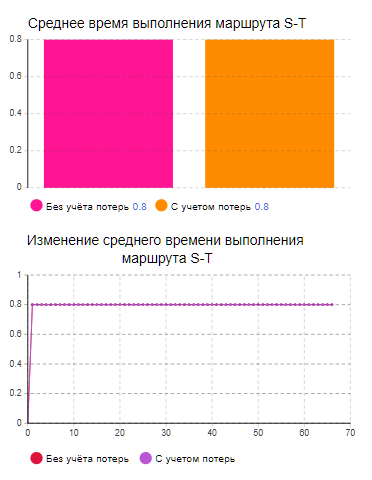 Среднее время выполнения маршрута S-T
0.8
0.6
0.4
0.2
0
Без учёта потерь 0.8 С учетом потерь 0.8
Изменение среднего времени выполнения
маршрута S-T
1
0.8
0.6
0.4
0.2
0
0 10 20 30 40 50 60 70
Без учёта потерь С учетом потерь